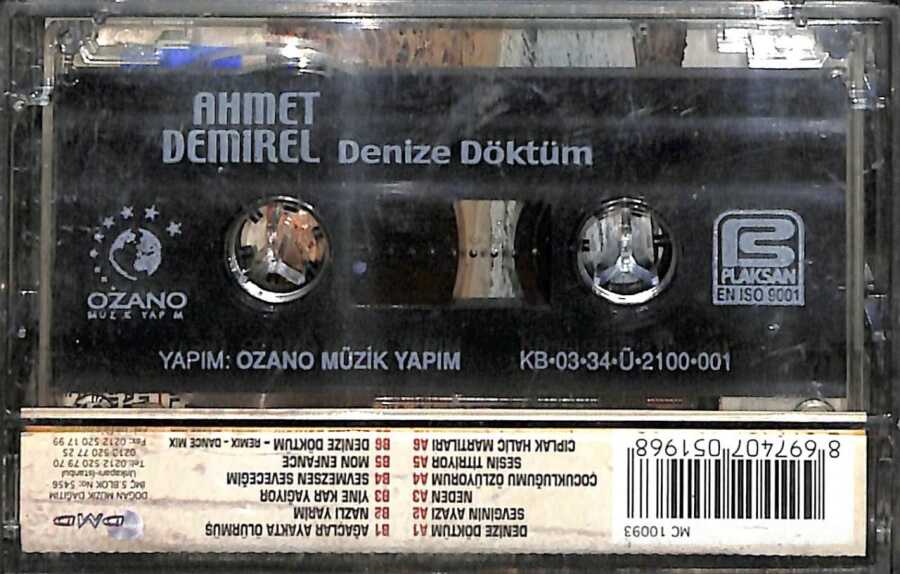 AHMET
DEMIREL Denize Döktüm
OZANO
MÜZİK YAPIM
PLAKSAN
EN ISO 9001
YAPIM: OZANO MÜZİK YAPIM
KB•03•34•Ü•2100•001
DENİZE DÖKTÜM A1
SEVGİNİN AYAZI A2
NEDEN A3
ÇOCUKLUĞUMU ÖZLÜYORUM A4
SESİN TİTRİYOR A5
ÇIPLAK HALİÇ MARTILARI A6
B1 AĞAÇLAR AYAKTA ÖLÜRMÜŞ
B2 NAZLI YARİM
B3 YİNE KAR YAĞIYOR
B4 SEVMEZSEN SEVECEĞİM
B5 MON ENFANCE
B6 DENİZE DÖKTÜM - REMIX - DANCE MIX
DMD
DOĞAN MÜZİK DAĞITIM
İMÇ 5.BLOK No: 5456
Unkapanı-İstanbul
Tel: 0212 520 79 70
0212 520 77 25
Fax: 0212 520 17 99
MC 10093
8 697407 051968